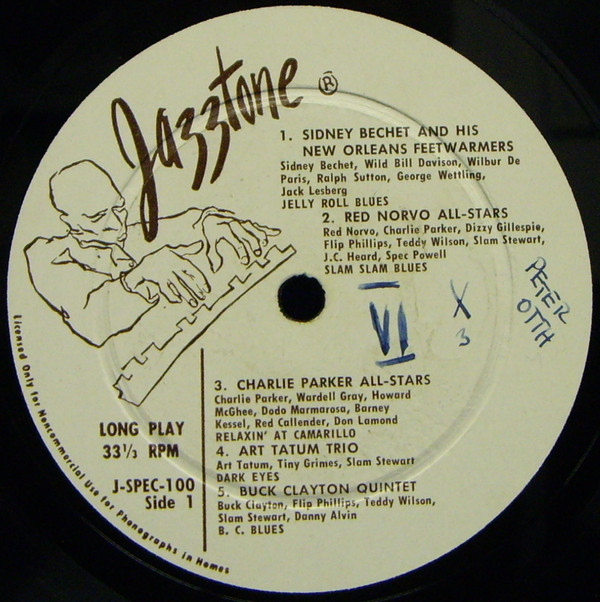 Jazztone ®
1. SIDNEY BECHET AND HIS
NEW ORLEANS FEETWARMERS
Sidney Bechet, Wild Bill Davison, Wilbur De
Paris, Ralph Sutton, George Wettling,
Jack Lesberg
JELLY ROLL BLUES
2. RED NORVO ALL-STARS
Red Norvo, Charlie Parker, Dizzy Gillespie,
Flip Phillips, Teddy Wilson, Slam Stewart,
J.C. Heard, Spec Powell
SLAM SLAM BLUES
VI
X
3
PETER
OTTH
3. CHARLIE PARKER ALL-STARS
Charlie Parker, Wardell Gray, Howard
McGhee, Dodo Marmarosa, Barney
Kessel, Red Callender, Don Lamond
RELAXIN' AT CAMARILLO
4. ART TATUM TRIO
Art Tatum, Tiny Grimes, Slam Stewart
DARK EYES
5. BUCK CLAYTON QUINTET
Buck Clayton, Flip Phillips, Teddy Wilson,
Slam Stewart, Danny Alvin
B. C. BLUES
LONG PLAY
33⅓ RPM
J-SPEC-100
Side 1
Licensed Only for Noncommercial Use for Phonographs in Homes